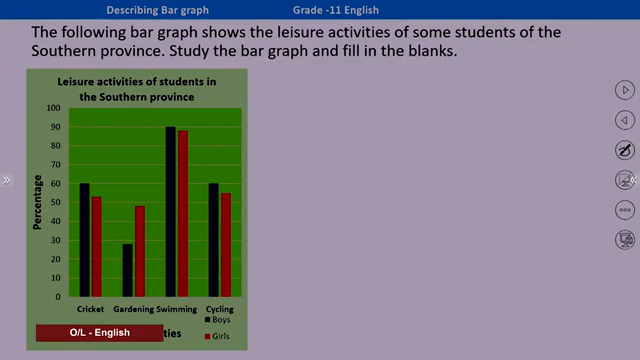 Describing Bar graph
Grade -11 English
The following bar graph shows the leisure activities of some students of the
Southern province. Study the bar graph and fill in the blanks.
Leisure activities of students in
the Southern province
100
90
80
70
60
50
40
30
20
10
0
Percentage
Cricket Gardening Swimming Cycling
Boys
Girls
O/L - English
ties